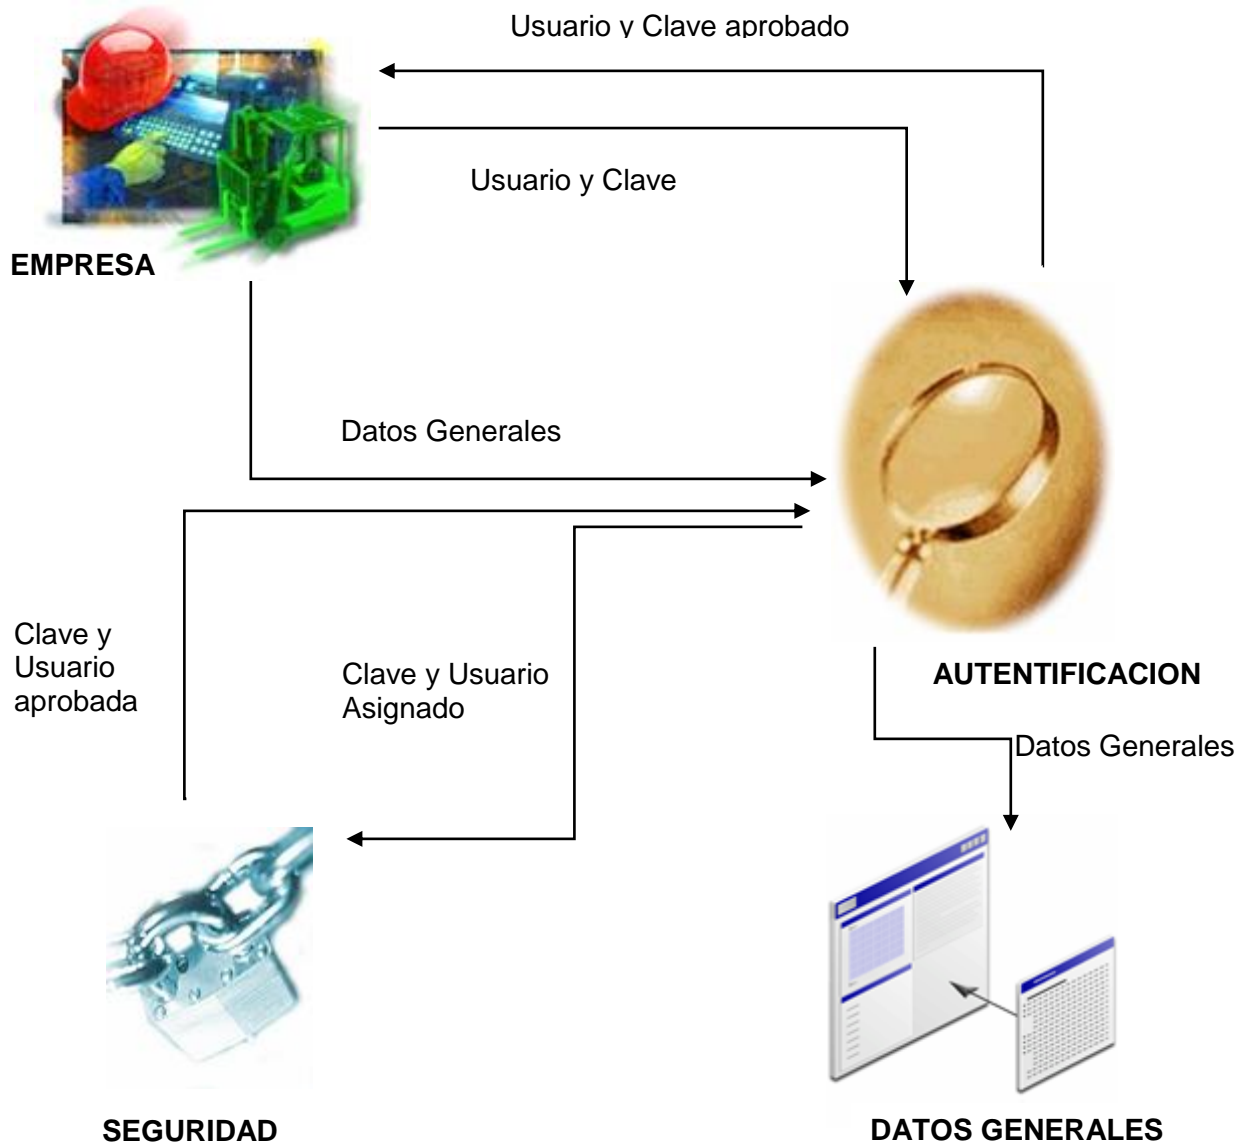 Usuario y Clave aprobado
Usuario y Clave
EMPRESA
Datos Generales
Clave y
Usuario
aprobada
Clave y Usuario
Asignado
AUTENTIFICACION
Datos Generales
SEGURIDAD
DATOS GENERALES